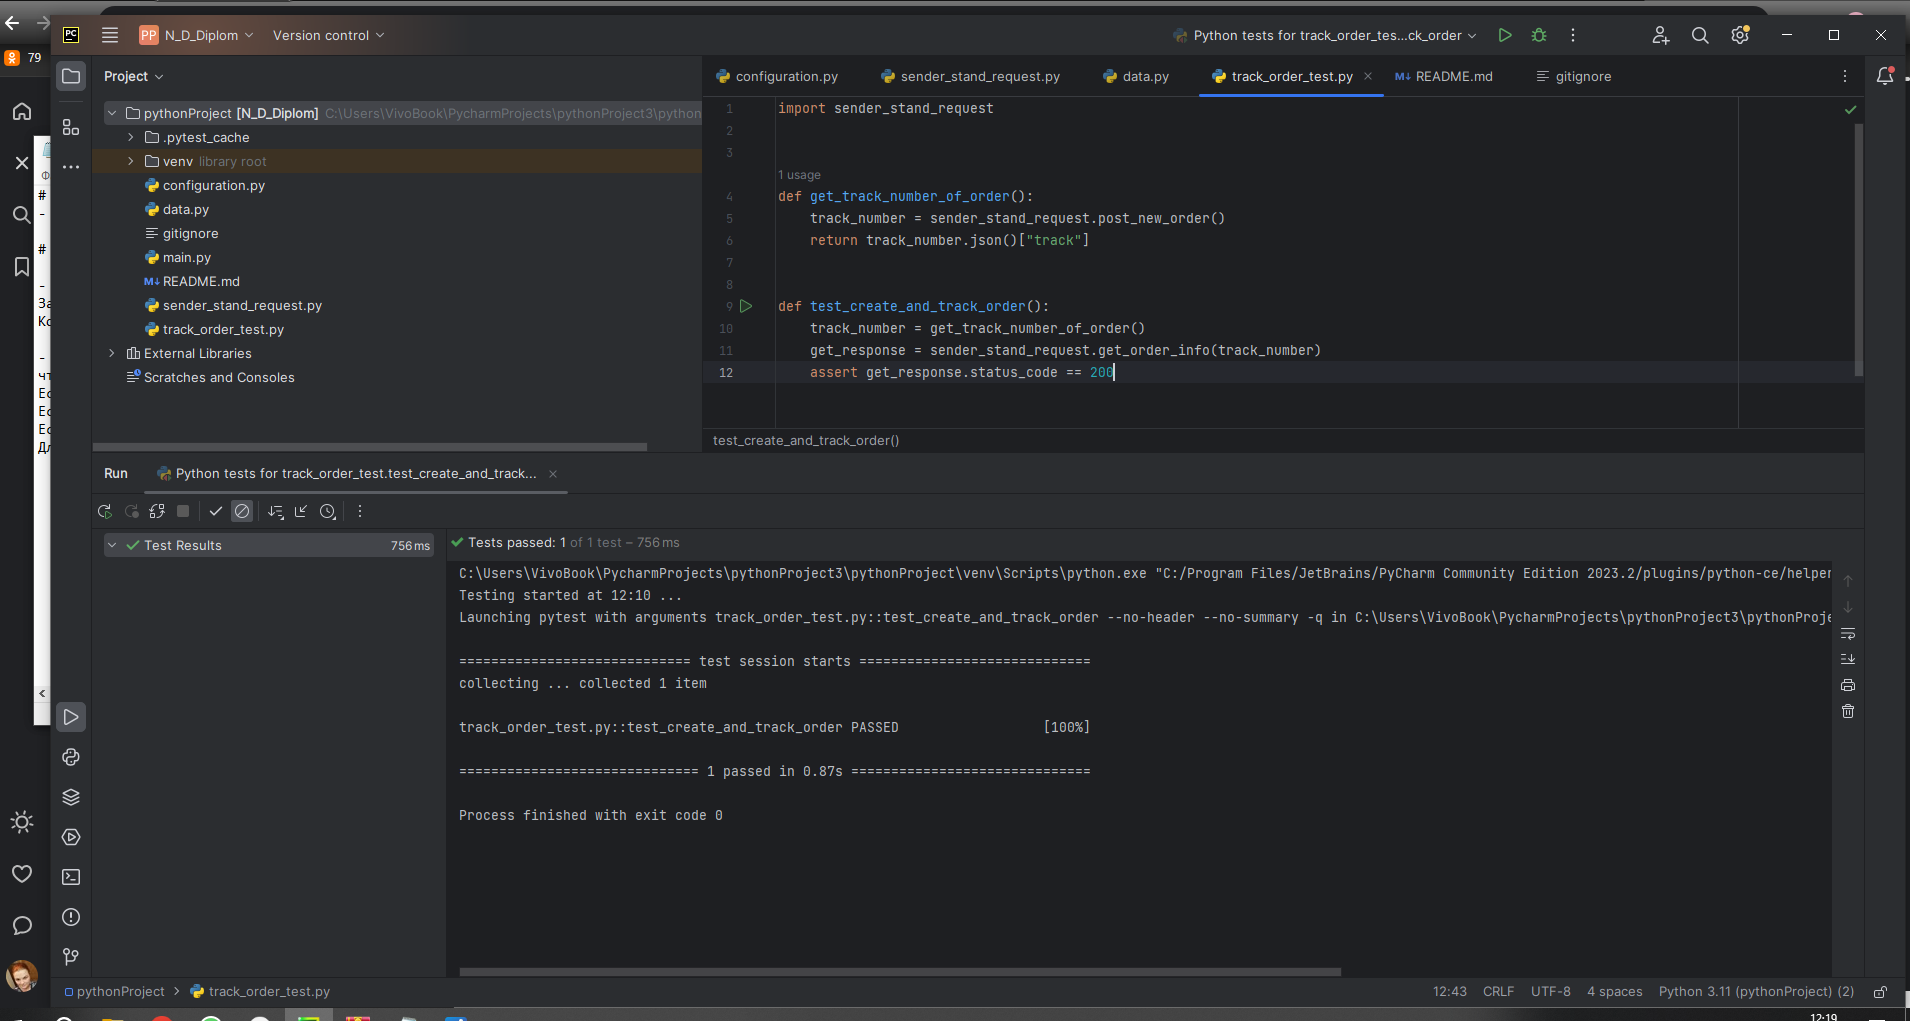 79
PC
PP N_D_Diplom
Version control
Python tests for track_order_tes...ck_order
Project
configuration.py
sender_stand_request.py
data.py
track_order_test.py
M↓ README.md
gitignore
pythonProject [N_D_Diplom] C:\Users\VivoBook\PycharmProjects\pythonProject3\python
.pytest_cache
venv library root
configuration.py
data.py
gitignore
main.py
M↓ README.md
sender_stand_request.py
track_order_test.py
External Libraries
Scratches and Consoles
#
-
#
-
За
-
Ес
Ес
Ес
1 import sender_stand_request
2
3
1 usage
4 def get_track_number_of_order():
5 track_number = sender_stand_request.post_new_order()
6 return track_number.json()["track"]
7
8
9 def test_create_and_track_order():
10 track_number = get_track_number_of_order()
11 get_response = sender_stand_request.get_order_info(track_number)
12 assert get_response.status_code == 200
test_create_and_track_order()
Run
Python tests for track_order_test.test_create_and_track...
Test Results 756 ms
Tests passed: 1 of 1 test – 756 ms
C:\Users\VivoBook\PycharmProjects\pythonProject3\pythonProject\venv\Scripts\python.exe "C:/Program Files/JetBrains/PyCharm Community Edition 2023.2/plugins/python-ce/helper
Testing started at 12:10 ...
Launching pytest with arguments track_order_test.py::test_create_and_track_order --no-header --no-summary -q in C:\Users\VivoBook\PycharmProjects\pythonProject3\pythonProje
============================= test session starts =============================
collecting ... collected 1 item
track_order_test.py::test_create_and_track_order PASSED [100%]
============================== 1 passed in 0.87s ==============================
Process finished with exit code 0
pythonProject > track_order_test.py
12:43 CRLF UTF-8 4 spaces Python 3.11 (pythonProject) (2)
12:19